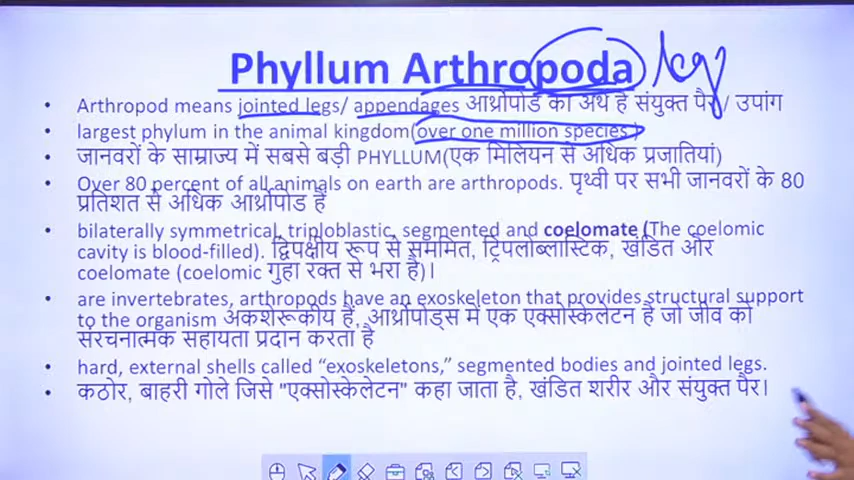 Phyllum Arthropoda leg
• Arthropod means jointed legs/ appendages आर्थ्रोपोड का अर्थ है संयुक्त पैर / उपांग
• largest phylum in the animal kingdom(over one million species )
• जानवरों के साम्राज्य में सबसे बड़ी PHYLLUM(एक मिलियन से अधिक प्रजातियां)
• Over 80 percent of all animals on earth are arthropods. पृथ्वी पर सभी जानवरों के 80
प्रतिशत से अधिक आर्थ्रोपोड हैं
• bilaterally symmetrical, triploblastic, segmented and coelomate (The coelomic
cavity is blood-filled). द्विपक्षीय रूप से सममित, ट्रिपलोब्लास्टिक, खंडित और
coelomate (coelomic गुहा रक्त से भरा है)।
• are invertebrates, arthropods have an exoskeleton that provides structural support
to the organism अकशेरूकीय हैं, आर्थ्रोपोड्स में एक एक्सोस्केलेटन है जो जीव को
संरचनात्मक सहायता प्रदान करता है
• hard, external shells called “exoskeletons,” segmented bodies and jointed legs.
• कठोर, बाहरी गोले जिसे "एक्सोस्केलेटन" कहा जाता है, खंडित शरीर और संयुक्त पैर।